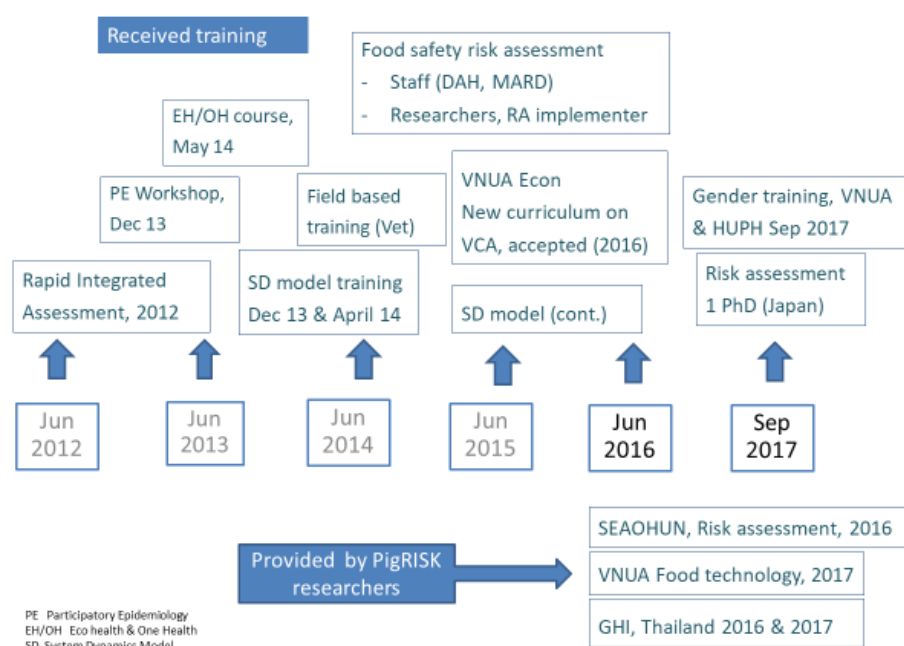 Received training
Food safety risk assessment
- Staff (DAH, MARD)
- Researchers, RA implementer
EH/OH course,
May 14
PE Workshop,
Dec 13
Field based
training (Vet)
VNUA Econ
New curriculum on
VCA, accepted (2016)
Gender training, VNUA
& HUPH Sep 2017
Rapid Integrated
Assessment, 2012
SD model training
Dec 13 & April 14
SD model (cont.)
Risk assessment
1 PhD (Japan)
Jun
2012
Jun
2013
Jun
2014
Jun
2015
Jun
2016
Sep
2017
Provided by PigRISK
researchers
SEAOHUN, Risk assessment, 2016
VNUA Food technology, 2017
GHI, Thailand 2016 & 2017
PE Participatory Epidemiology
EH/OH Eco health & One Health
SD System Dynamics Model